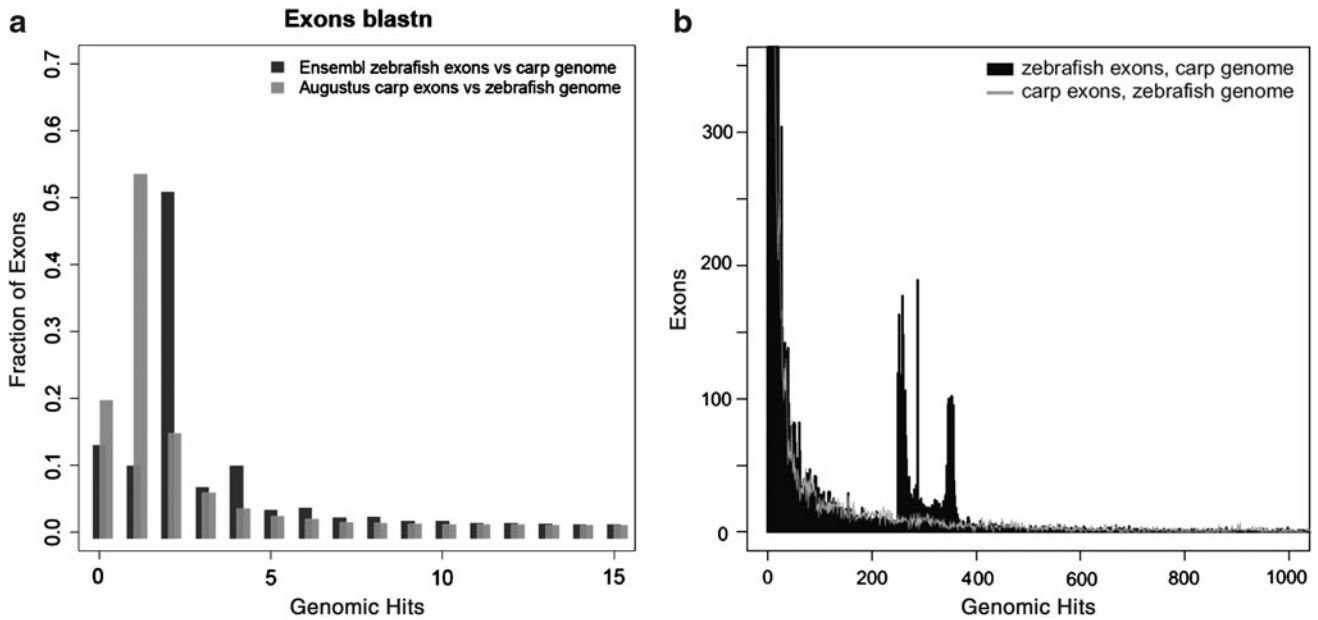 a
Exons blastn
Ensembl zebrafish exons vs carp genome
Augustus carp exons vs zebrafish genome
Fraction of Exons
0.7
0.6
0.5
0.4
0.3
0.2
0.1
0.0
0 5 10 15
Genomic Hits
b
zebrafish exons, carp genome
carp exons, zebrafish genome
Exons
300
200
100
0
0 200 400 600 800 1000
Genomic Hits